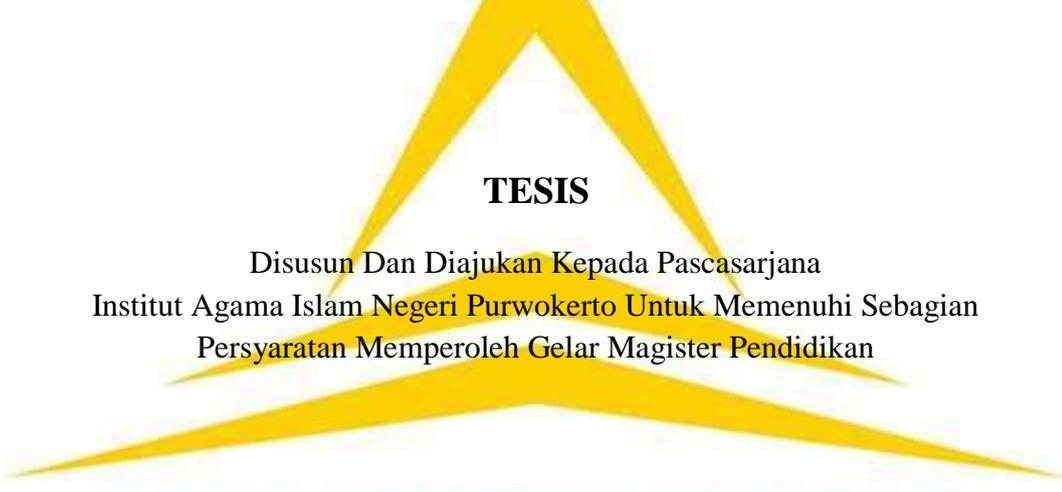 TESIS
Disusun Dan Diajukan Kepada Pascasarjana
Institut Agama Islam Negeri Purwokerto Untuk Memenuhi Sebagian
Persyaratan Memperoleh Gelar Magister Pendidikan